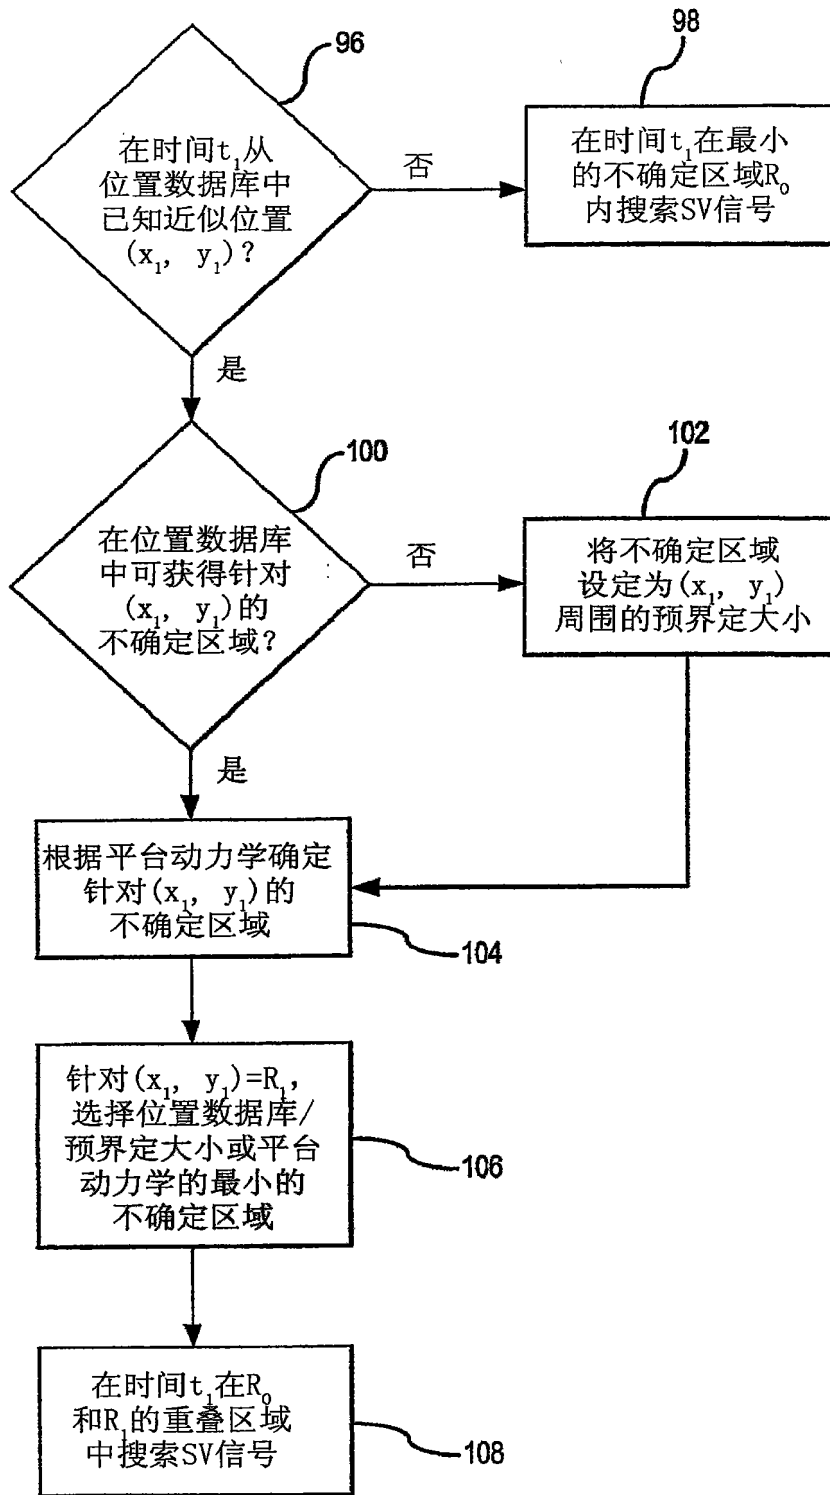 96
在时间t₁从
位置数据库中
已知近似位置
(x₁, y₁)?
否
98
在时间t₁在最小
的不确定区域R₀
内搜索SV信号
是
100
在位置数据库
中可获得针对
(x₁, y₁)的
不确定区域?
否
102
将不确定区域
设定为(x₁, y₁)
周围的预界定大小
是
根据平台动力学确定
针对(x₁, y₁)的
不确定区域
104
针对(x₁, y₁)=R₁,
选择位置数据库/
预界定大小或平台
动力学的最小的
不确定区域
106
在时间t₁在R₀
和R₁的重叠区域
中搜索SV信号
108